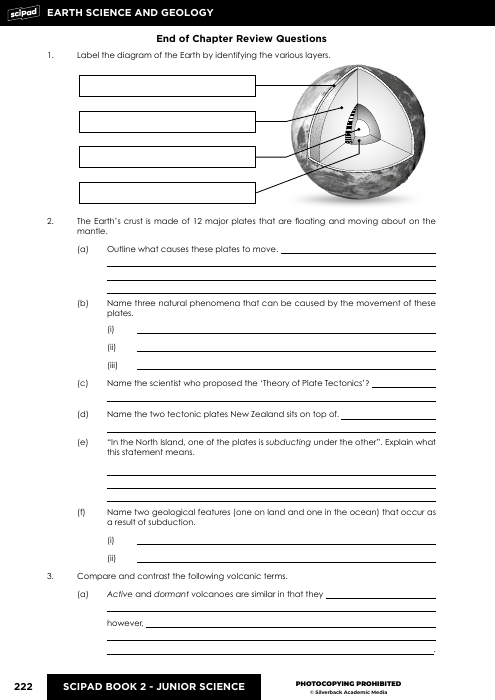 scipad EARTH SCIENCE AND GEOLOGY
End of Chapter Review Questions
1. Label the diagram of the Earth by identifying the various layers.
2. The Earth's crust is made of 12 major plates that are floating and moving about on the
mantle.
(a) Outline what causes these plates to move.
(b) Name three natural phenomena that can be caused by the movement of these
plates.
(i)
(ii)
(iii)
(c) Name the scientist who proposed the 'Theory of Plate Tectonics'?
(d) Name the two tectonic plates New Zealand sits on top of.
(e) "In the North Island, one of the plates is subducting under the other". Explain what
this statement means.
(f) Name two geological features (one on land and one in the ocean) that occur as
a result of subduction.
(i)
(ii)
3. Compare and contrast the following volcanic terms.
(a) Active and dormant volcanoes are similar in that they
however,
.
222 SCIPAD BOOK 2 - JUNIOR SCIENCE
PHOTOCOPYING PROHIBITED
© Silverback Academic Media